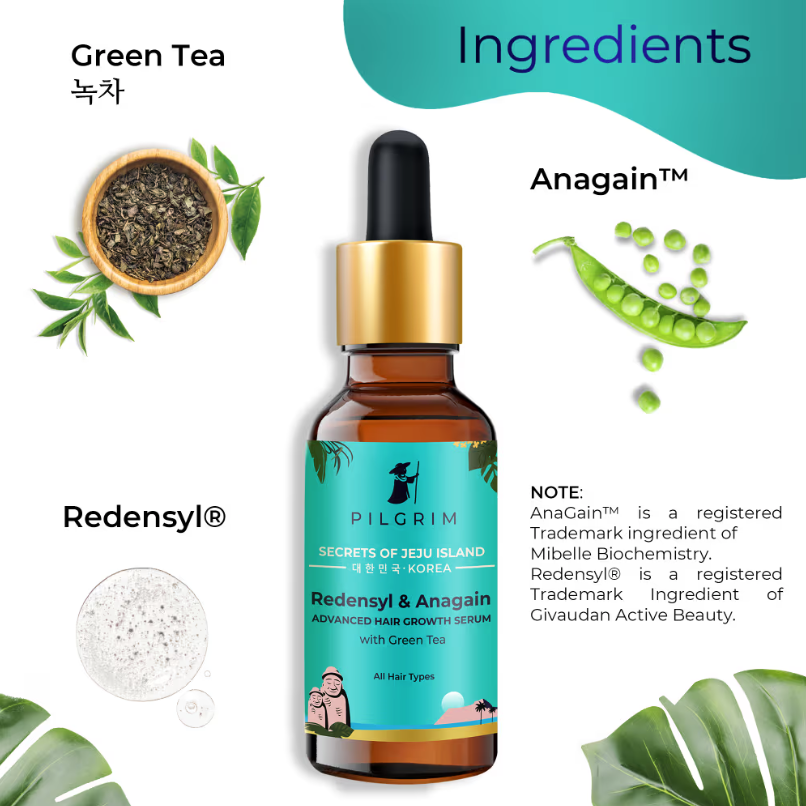 Ingredients
Green Tea
녹차
Anagain™
Redensyl®
PILGRIM
SECRETS OF JEJU ISLAND
대한민국·KOREA
Redensyl & Anagain
ADVANCED HAIR GROWTH SERUM
with Green Tea
All Hair Types
NOTE:
AnaGain™ is a registered
Trademark ingredient of
Mibelle Biochemistry.
Redensyl® is a registered
Trademark Ingredient of
Givaudan Active Beauty.